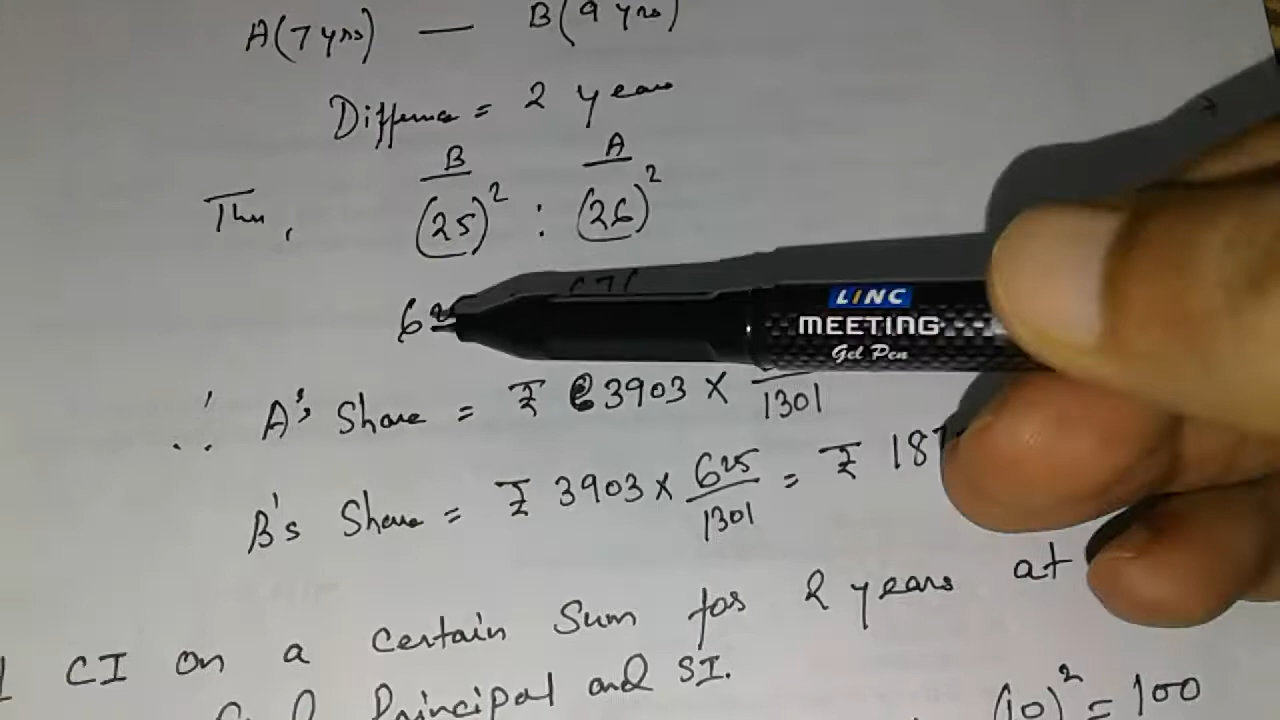 A(7 yrs) — B(9 yrs)
Difference = 2 years
B A
Thus, (25)² : (26)²
LINC
MEETING
Gel Pen
∴ A's Share = ₹ 3903 × /1301
B's Share = ₹ 3903 × 625/1301 = ₹ 187
CI on a certain Sum for 2 years at
Principal and SI.
(10)² = 100